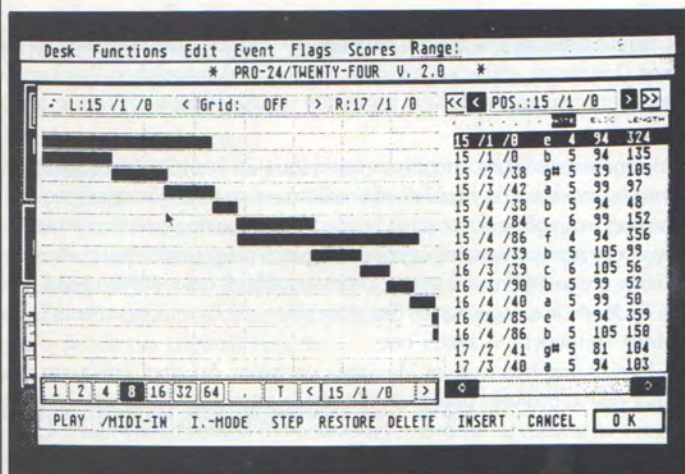 Desk Functions Edit Event Flags Scores Range:
* PRO-24/TWENTY-FOUR V. 2.0 *
L:15 /1 /0 < Grid: OFF > R:17 /1 /0
<< < POS.:15 /1 /0 > >>
NOTE ELOC LENGTH
15 /1 /0 e 4 94 324
15 /1 /0 b 5 94 135
15 /2 /38 g# 5 39 105
15 /3 /42 a 5 99 97
15 /4 /38 b 5 94 48
15 /4 /84 c 6 99 152
15 /4 /86 f 4 94 356
16 /2 /39 b 5 105 99
16 /3 /39 c 6 105 56
16 /3 /90 b 5 99 52
16 /4 /40 a 5 99 50
16 /4 /85 e 4 94 359
16 /4 /86 b 5 105 150
17 /2 /41 g# 5 81 104
17 /3 /40 a 5 94 103
1 2 4 8 16 32 64 . T < 15 /1 /0 >
PLAY /MIDI-IN I.-MODE STEP RESTORE DELETE INSERT CANCEL O K